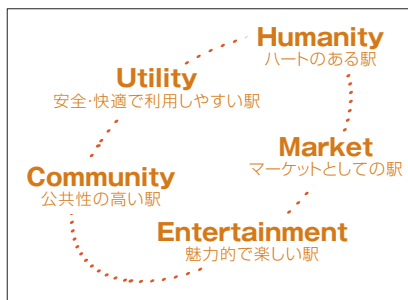 Humanity
ハートのある駅
Utility
安全・快適で利用しやすい駅
Market
マーケットとしての駅
Community
公共性の高い駅
Entertainment
魅力的で楽しい駅